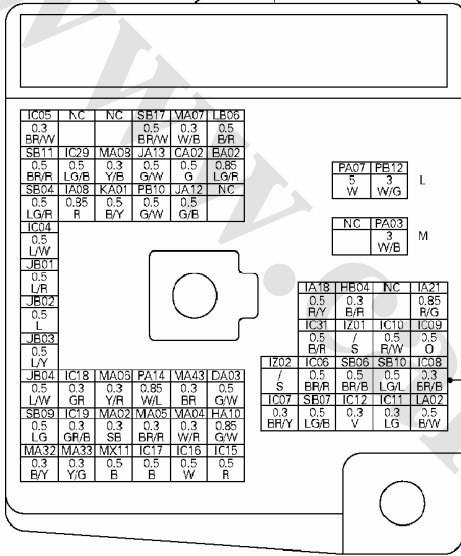 IC05 NC NC SB17 MA07 LB06
0.3 0.5 0.3 0.5
BR/W BR/W W/B B/R
SB11 IC29 MA08 JA13 CA02 BA02
0.5 0.5 0.3 0.5 0.5 0.85
BR/R LG/B Y/B G/W G LG/R
SB04 IA08 KA01 PB10 JA12 NC
0.5 0.85 0.5 0.5 0.5
LG/R R B/Y G/W G/B
IC04
0.5
L/W
JB01
0.5
L/R
JB02
0.5
L
JB03
0.5
L/Y
JB04 IC18 MA06 PA14 MA43 DA03
0.5 0.3 0.3 0.85 0.3 0.5
L/W GR Y/R W/L BR G/W
SB09 IC19 MA02 MA05 MA04 HA10
0.5 0.3 0.3 0.3 0.3 0.85
LG GR/B SB BR/R W/R G/W
MA32 MA33 MX11 IC17 IC16 IC15
0.3 0.3 0.5 0.5 0.5 0.5
B/Y Y/G B B W R
PA07 PB12
5 3 L
W W/G
NC PA03
3 M
W/B
IA18 HB04 NC IA21
0.5 0.3 0.85
R/Y B/R R/G
IC31 IZ01 IC10 IC09
0.5 / 0.5 0.5
B/R S R/W O
IZ02 IC06 SB06 SB10 IC08
/ 0.5 0.5 0.5 0.3
S BR/R BR/B LG/L BR/B
IC07 SB07 IC12 IC11 LA02
0.3 0.5 0.3 0.3 0.5
BR/Y LG/B V LG B/W